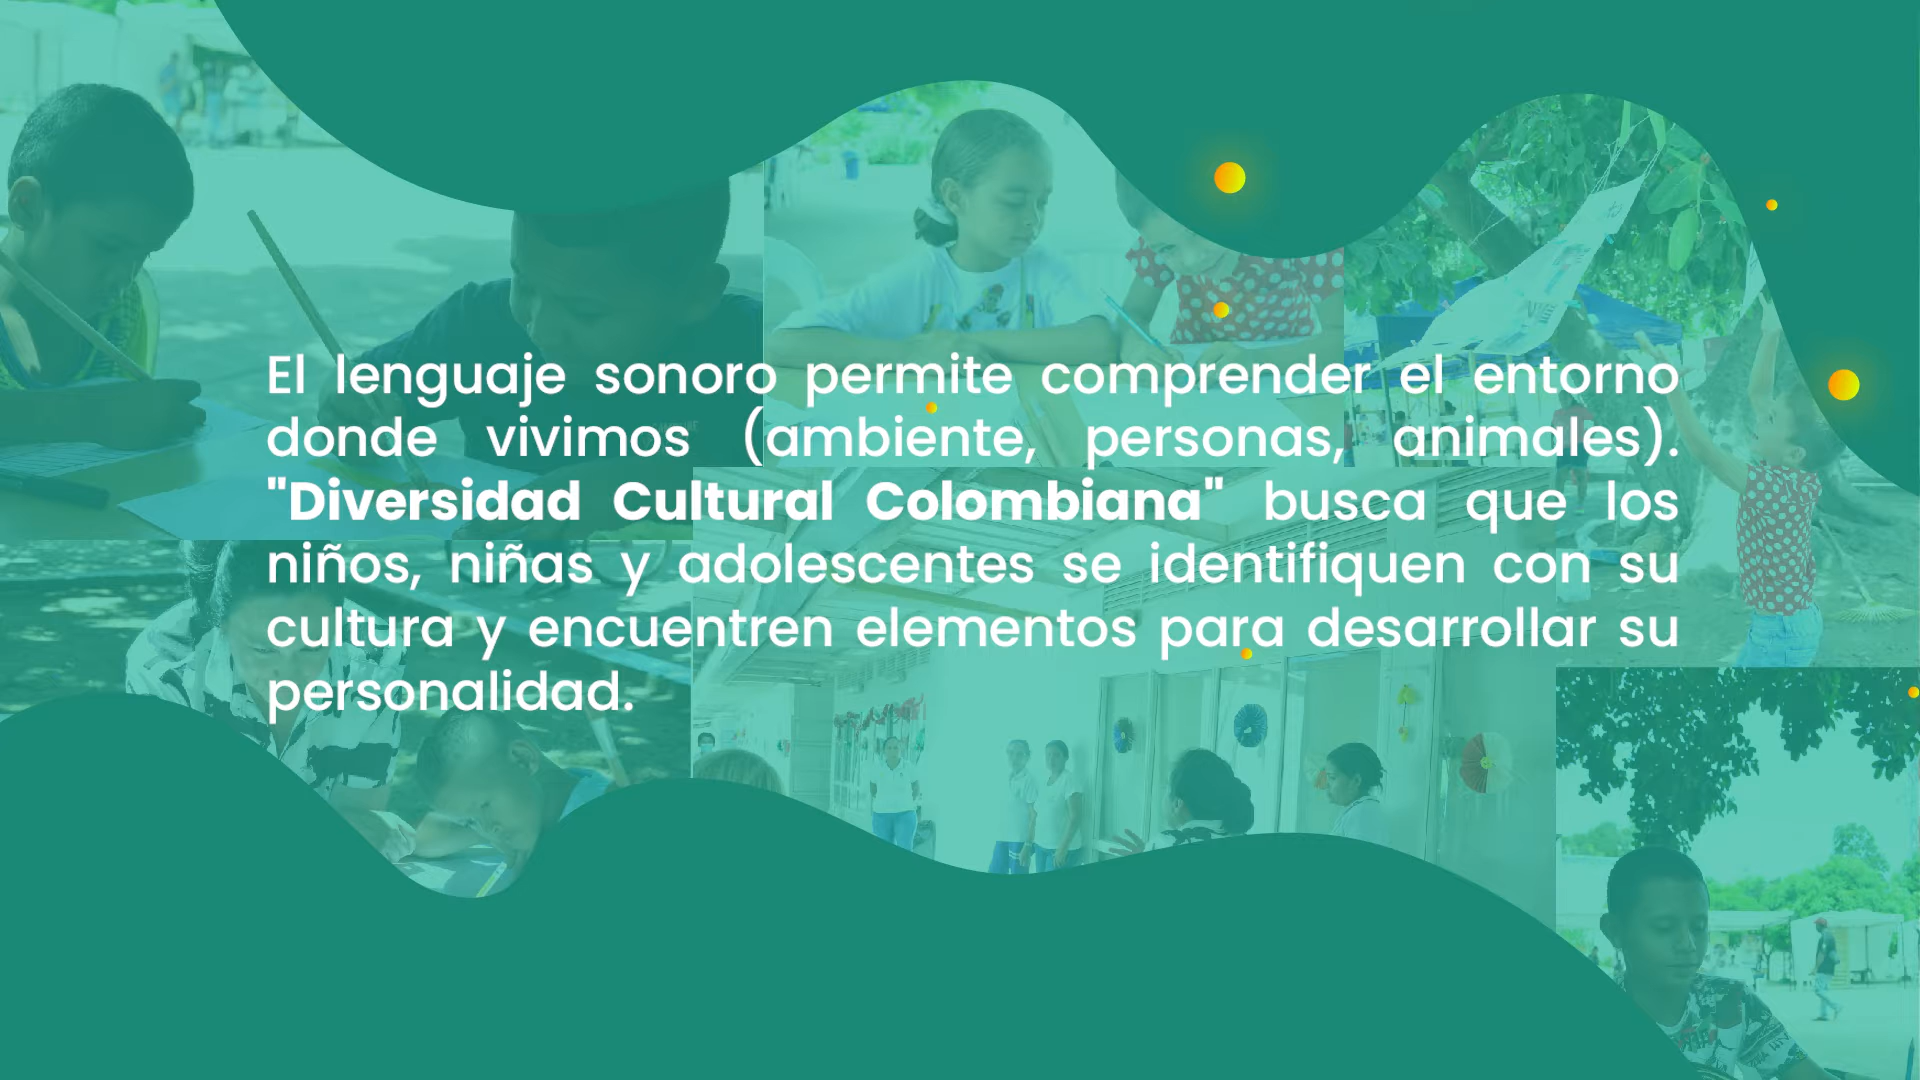 El lenguaje sonoro permite comprender el entorno
donde vivimos (ambiente, personas, animales).
"Diversidad Cultural Colombiana" busca que los
niños, niñas y adolescentes se identifiquen con su
cultura y encuentren elementos para desarrollar su
personalidad.